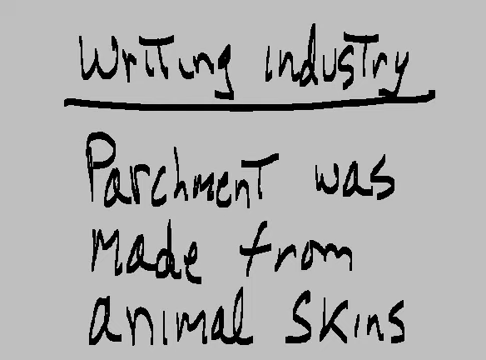 Writing industry
Parchment was
made from
animal skins